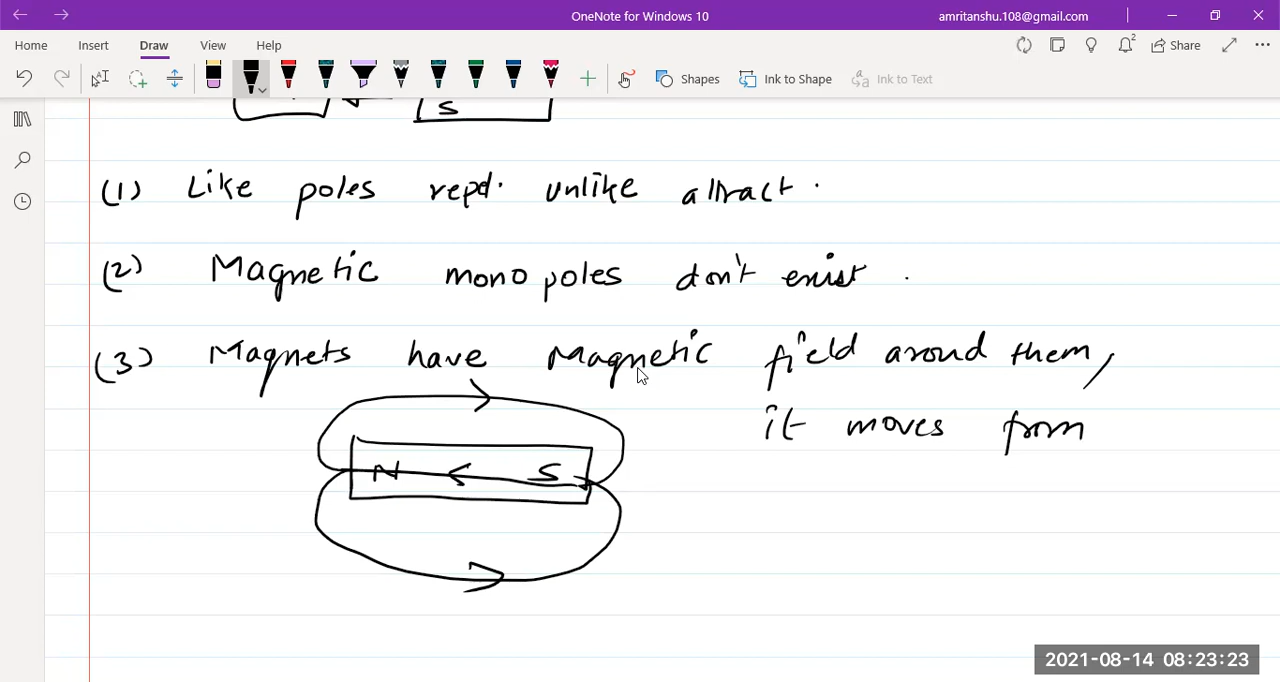 OneNote for Windows 10
amritanshu.108@gmail.com
Home Insert Draw View Help
2 Share
Shapes Ink to Shape Ink to Text
S
(1) Like poles repel. unlike attract.
(2) Magnetic mono poles don't exist.
(3) Magnets have Magnetic field around them,
it moves from
N S
2021-08-14 08:23:23